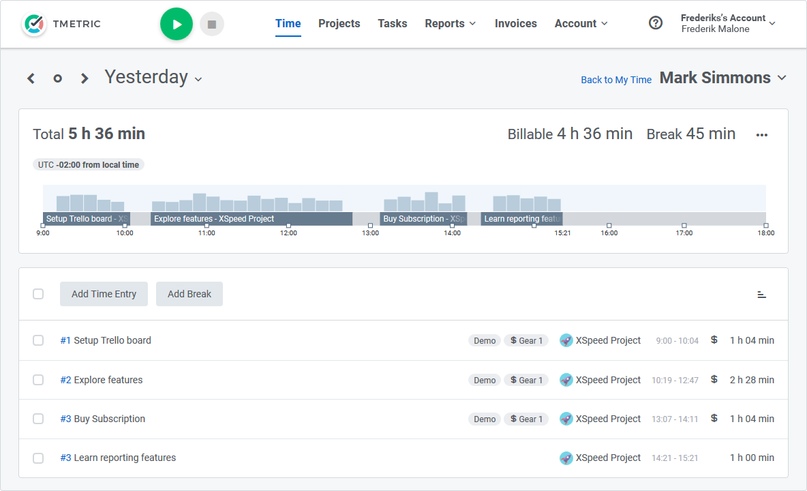 TMETRIC
Time Projects Tasks Reports Invoices Account
Frederiks's Account
Frederik Malone
Yesterday
Back to My Time Mark Simmons
Total 5 h 36 min
Billable 4 h 36 min Break 45 min
UTC -02:00 from local time
Setup Trello board - XS
Explore features - XSpeed Project
Buy Subscription - XSp
Learn reporting featu
9:00 10:00 11:00 12:00 13:00 14:00 15:21 16:00 17:00 18:00
Add Time Entry Add Break
#1 Setup Trello board Demo $ Gear 1 XSpeed Project 9:00 - 10:04 $ 1 h 04 min
#2 Explore features Demo $ Gear 1 XSpeed Project 10:19 - 12:47 $ 2 h 28 min
#3 Buy Subscription Demo $ Gear 1 XSpeed Project 13:07 - 14:11 $ 1 h 04 min
#3 Learn reporting features XSpeed Project 14:21 - 15:21 1 h 00 min